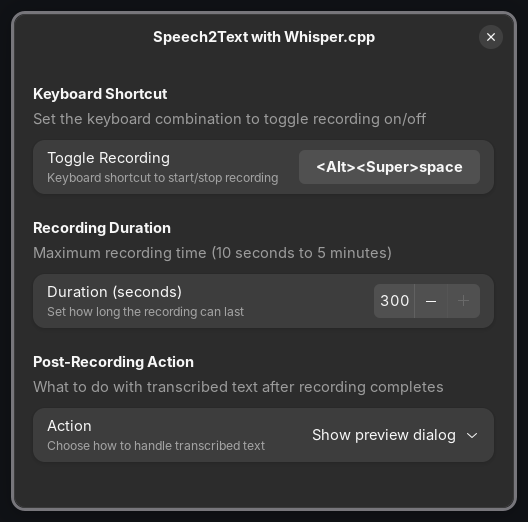 Speech2Text with Whisper.cpp
Keyboard Shortcut
Set the keyboard combination to toggle recording on/off
Toggle Recording
Keyboard shortcut to start/stop recording
<Alt><Super>space
Recording Duration
Maximum recording time (10 seconds to 5 minutes)
Duration (seconds)
Set how long the recording can last
300
Post-Recording Action
What to do with transcribed text after recording completes
Action
Choose how to handle transcribed text
Show preview dialog